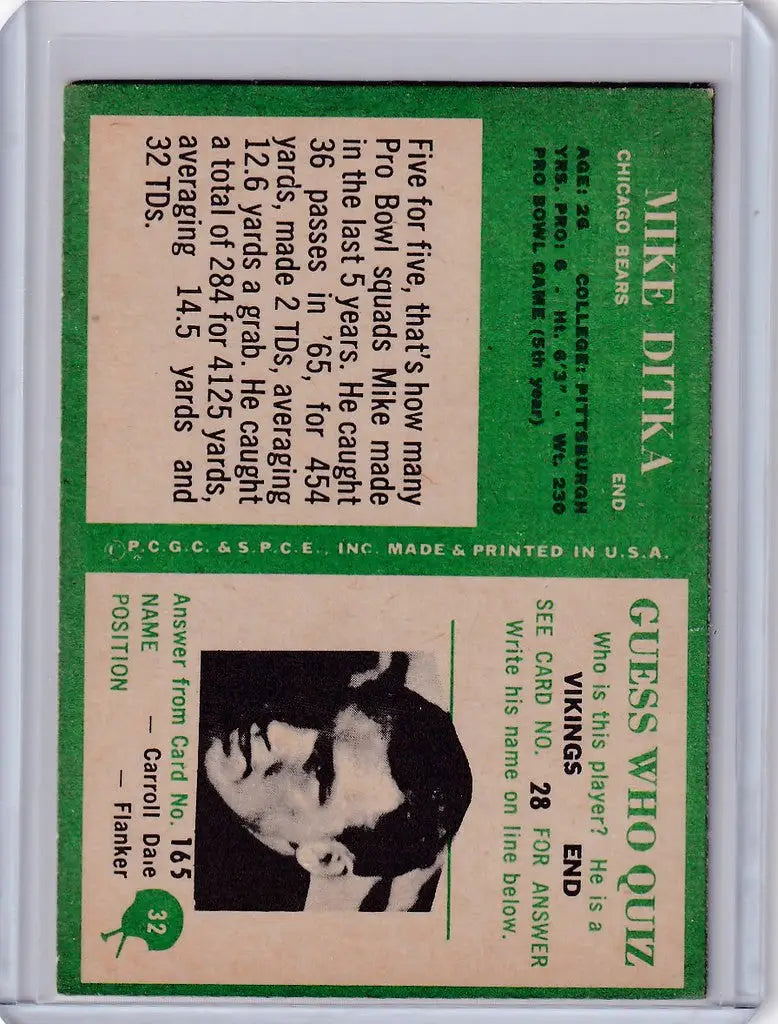 MIKE DITKA
CHICAGO BEARS END
AGE: 26 COLLEGE: PITTSBURGH
YRS. PRO: 6 - Ht. 6'3" - Wt. 230
PRO BOWL GAME (5th year)
Five for five, that's how many
Pro Bowl squads Mike made
in the last 5 years. He caught
36 passes in '65, for 454
yards, made 2 TDs, averaging
12.6 yards a grab. He caught
a total of 284 for 4125 yards,
averaging 14.5 yards and
32 TDs.
©P.C.G.C. & S.P.C.E., INC. MADE & PRINTED IN U.S.A.
GUESS WHO QUIZ
Who is this player? He is a
VIKINGS END
SEE CARD NO. 28 FOR ANSWER
Write his name on line below.
Answer from Card No. 165
NAME — Carroll Dale
POSITION — Flanker
32